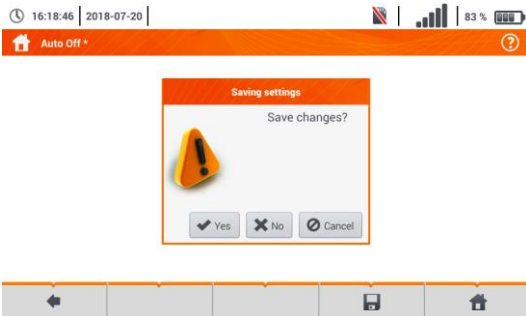 16:18:46 2018-07-20 83 %
Auto Off *
?
Saving settings
Save changes?
Yes No Cancel